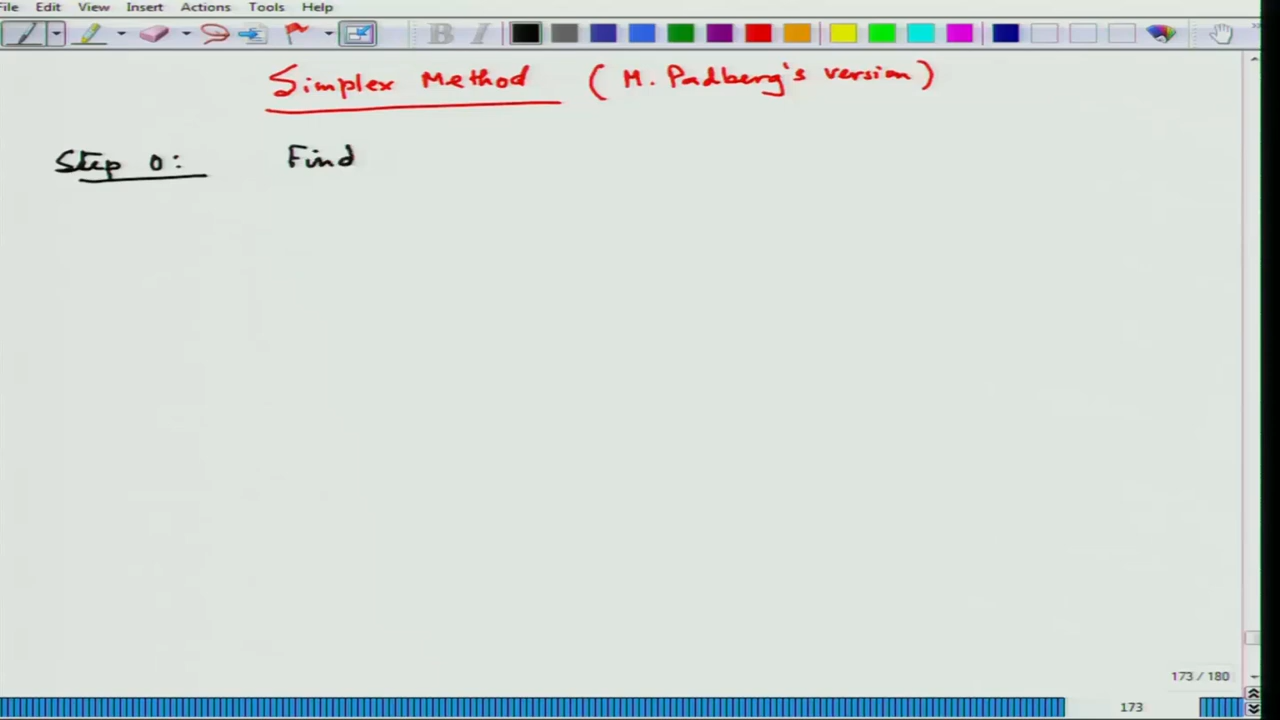 File Edit View Insert Actions Tools Help
Simplex Method (M. Padberg's version)
Step 0: Find
173 / 180
173